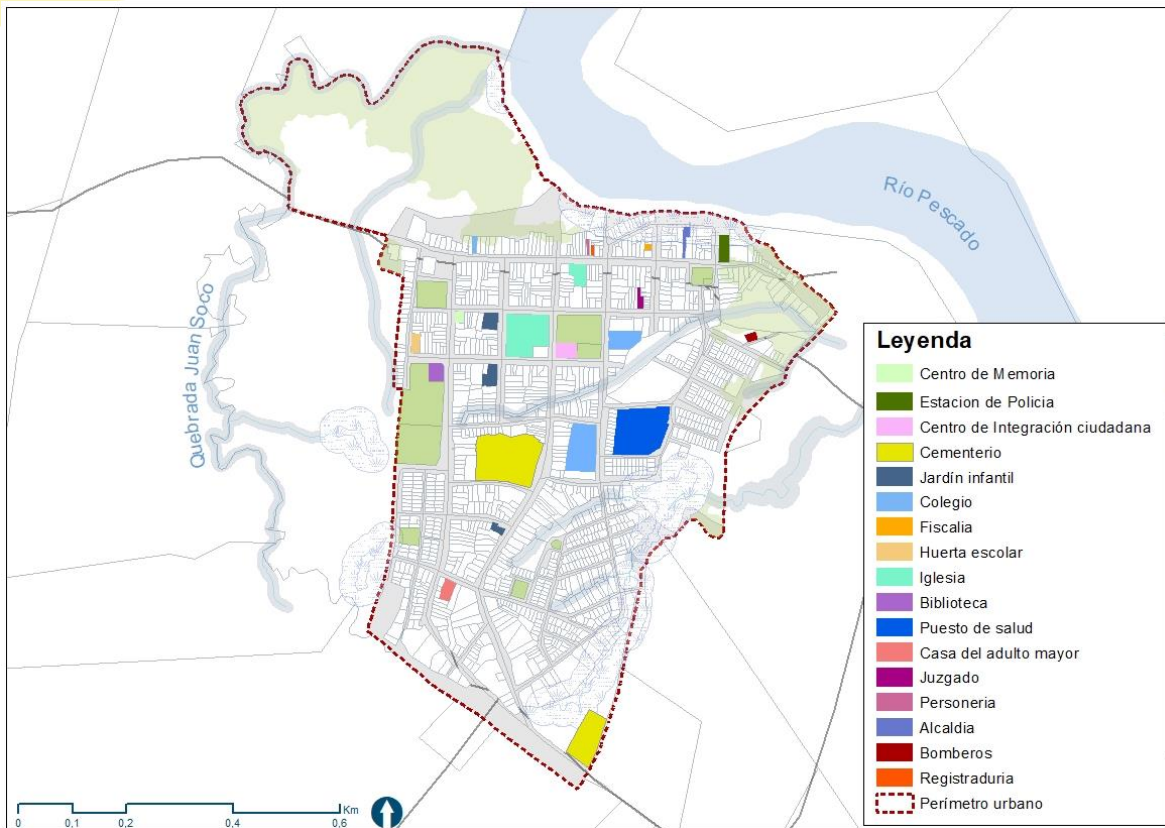 Río Pescado
Quebrada Juan Soco
Leyenda
Centro de Memoria
Estacion de Policia
Centro de Integración ciudadana
Cementerio
Jardín infantil
Colegio
Fiscalia
Huerta escolar
Iglesia
Biblioteca
Puesto de salud
Casa del adulto mayor
Juzgado
Personeria
Alcaldia
Bomberos
Registraduria
Perímetro urbano
Km
0 0,1 0,2 0,4 0,6